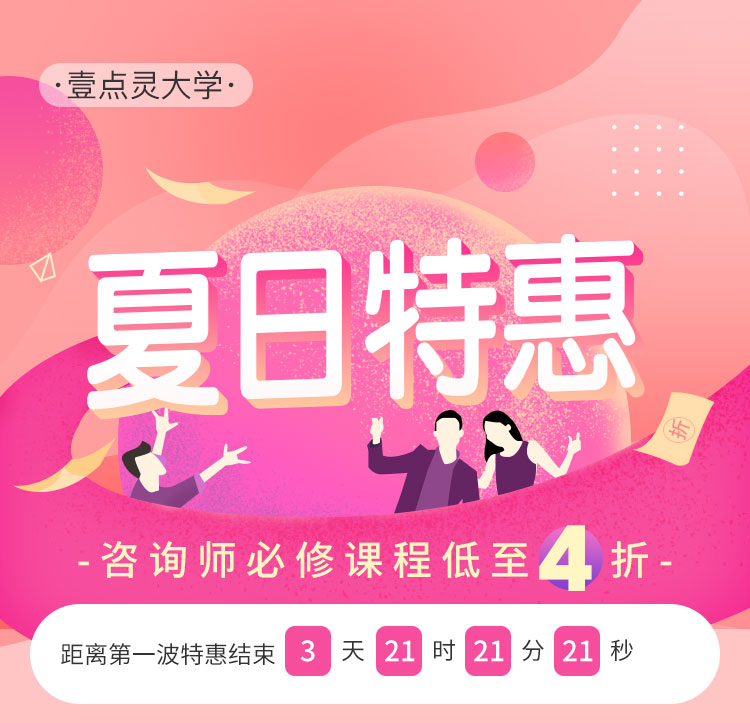 ·壹点灵大学·
夏日特惠
折
-咨询师必修课程低至4折-
距离第一波特惠结束 3 天 21 时 21 分 21 秒